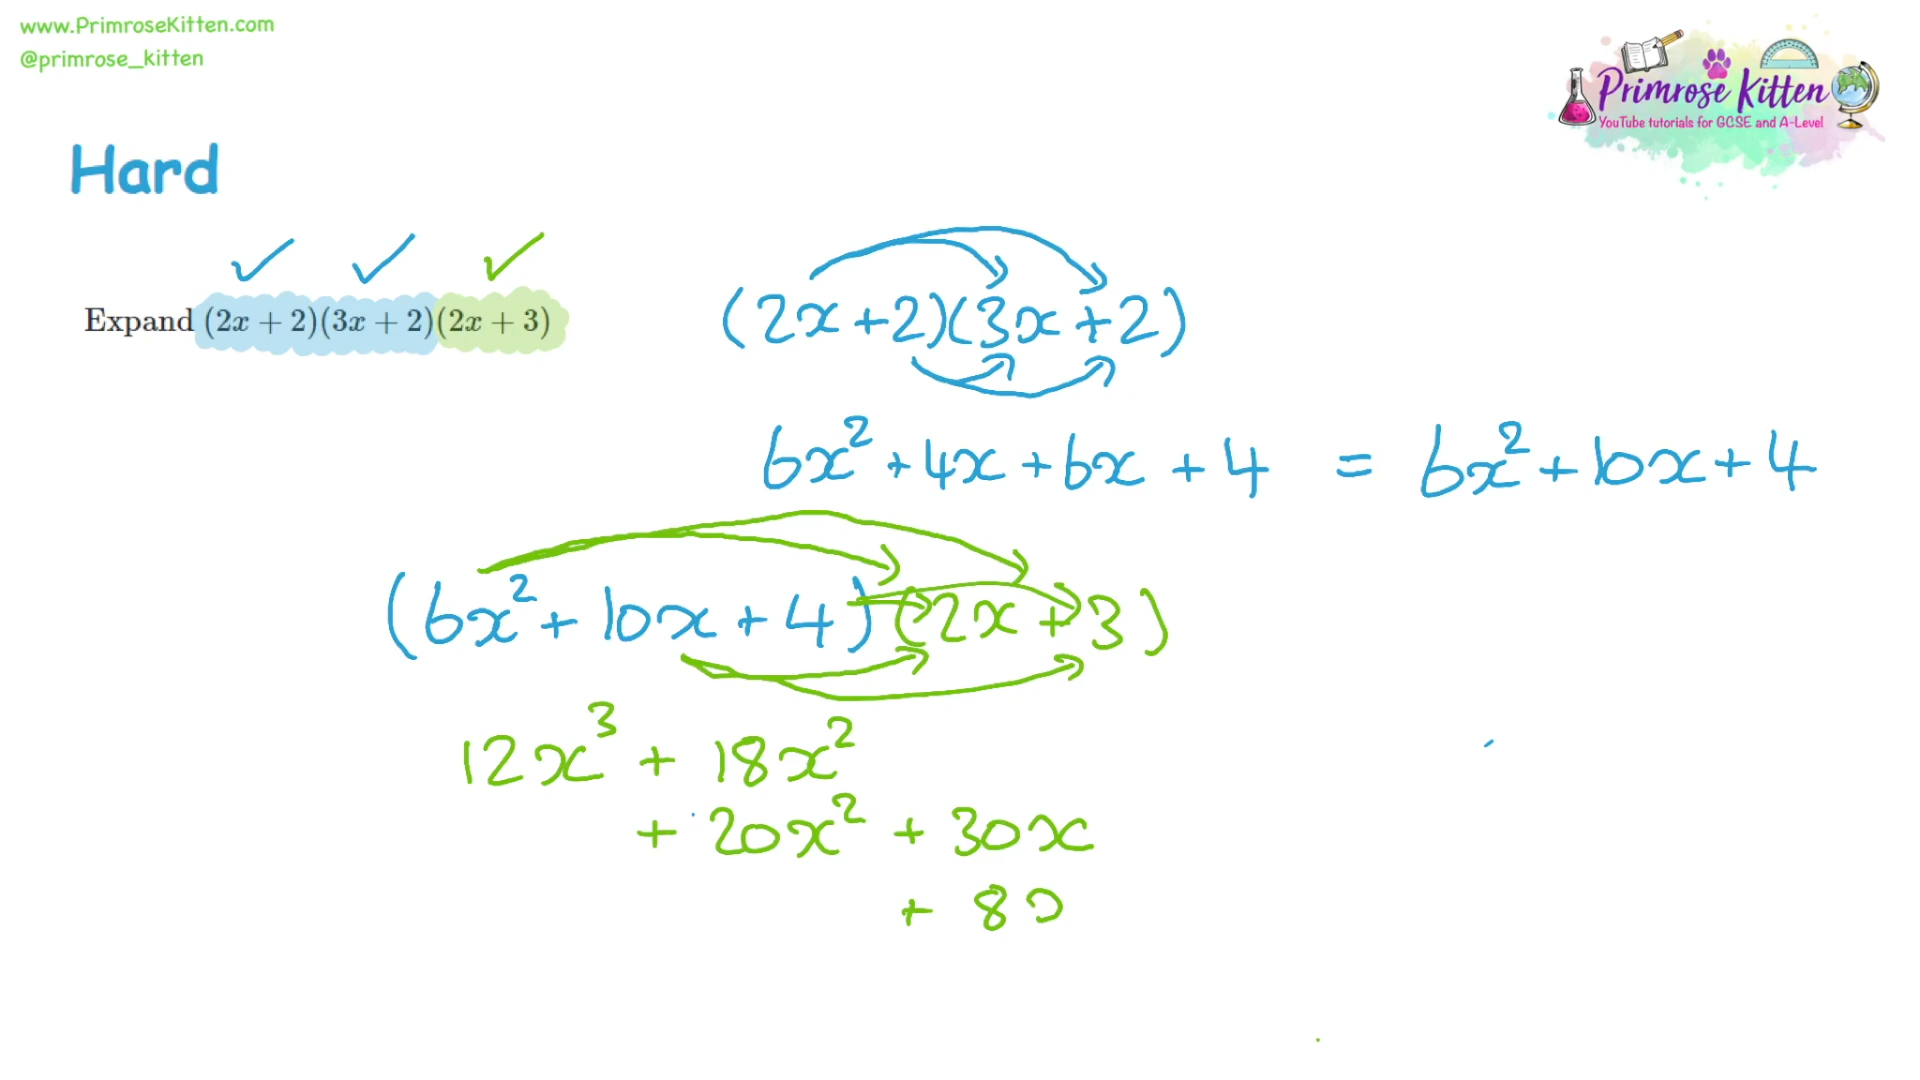 www.PrimroseKitten.com
@primrose_kitten
Primrose Kitten
YouTube tutorials for GCSE and A-Level
Hard
Expand (2x + 2)(3x + 2)(2x + 3)
(2x+2)(3x+2)
6x² + 4x + 6x + 4 = 6x² + 10x + 4
(6x² + 10x + 4)(2x + 3)
12x³ + 18x²
+ 20x² + 30x
+ 8